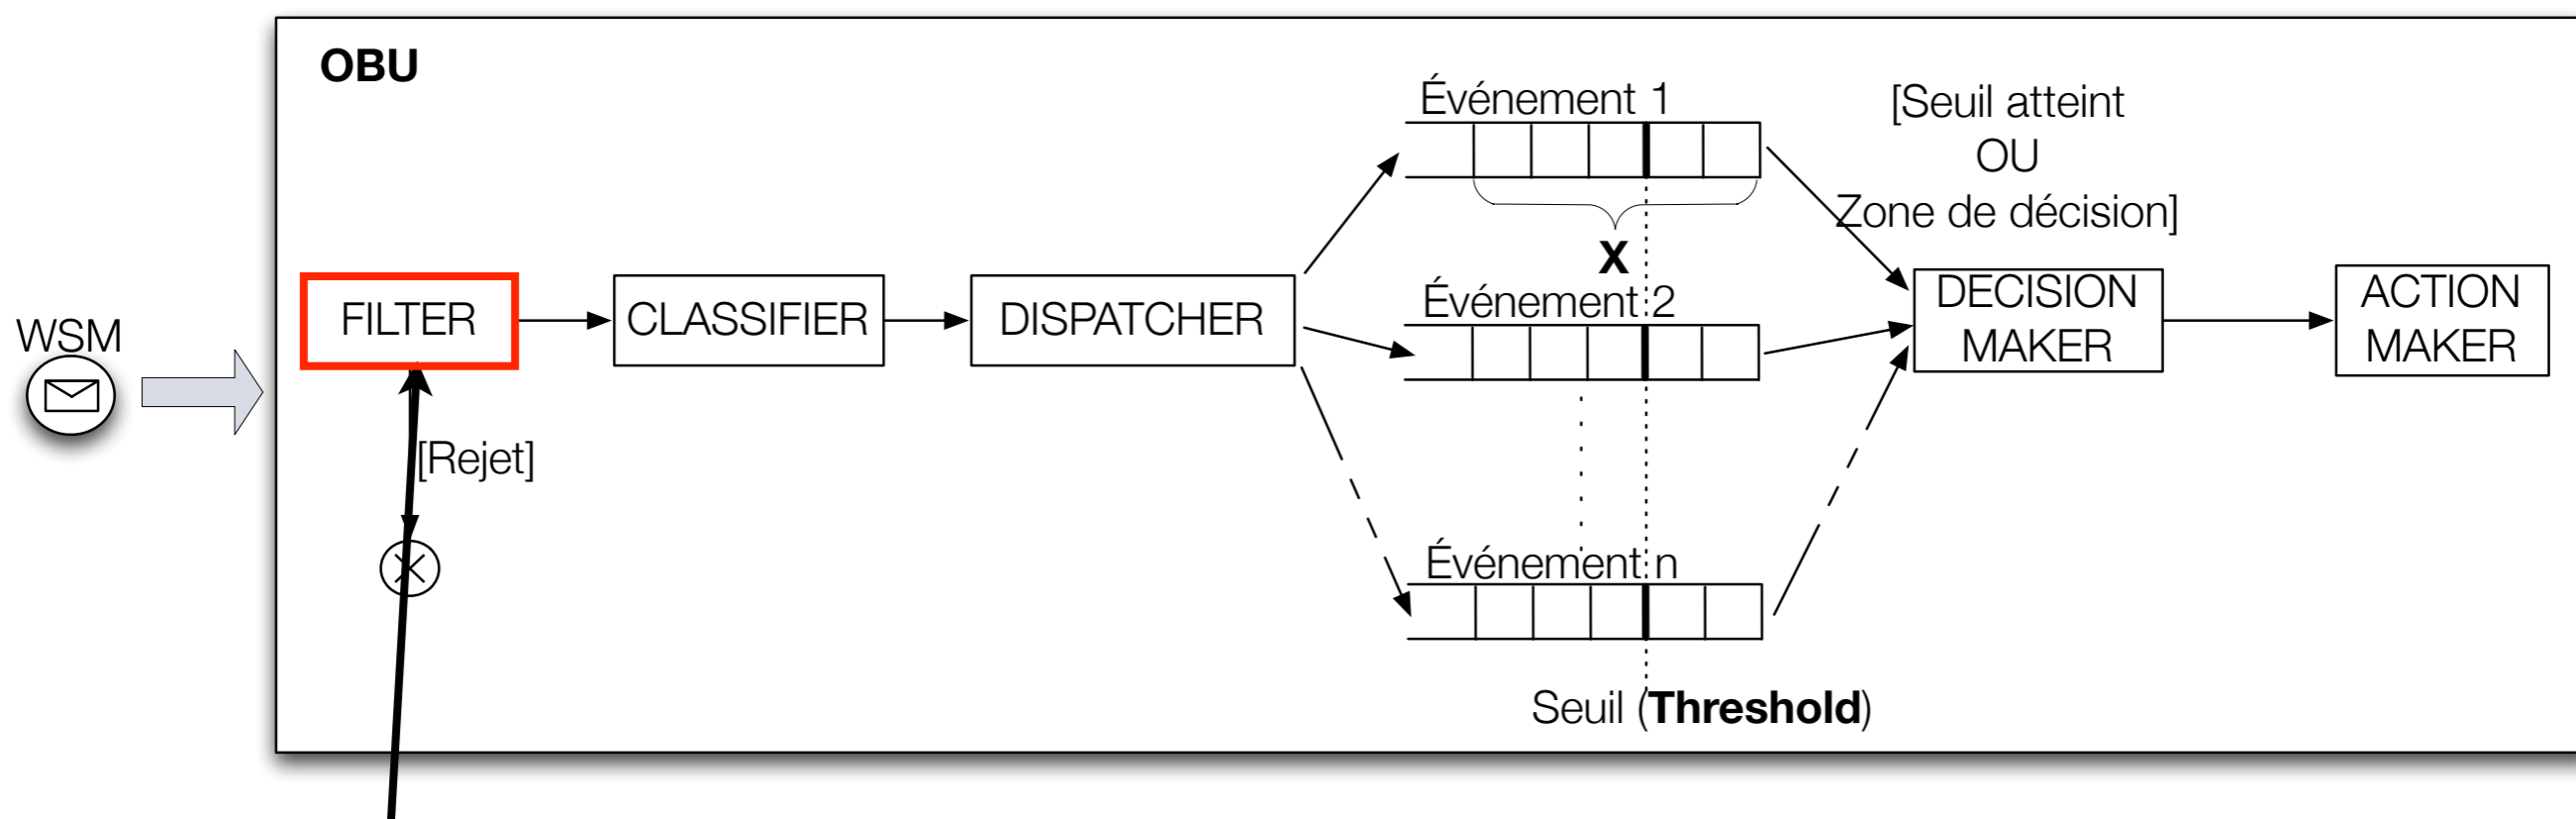 OBU
WSM
FILTER
[Rejet]
CLASSIFIER
DISPATCHER
Événement 1
X
Événement 2
Événement n
Seuil (Threshold)
[Seuil atteint
OU
Zone de décision]
DECISION
MAKER
ACTION
MAKER